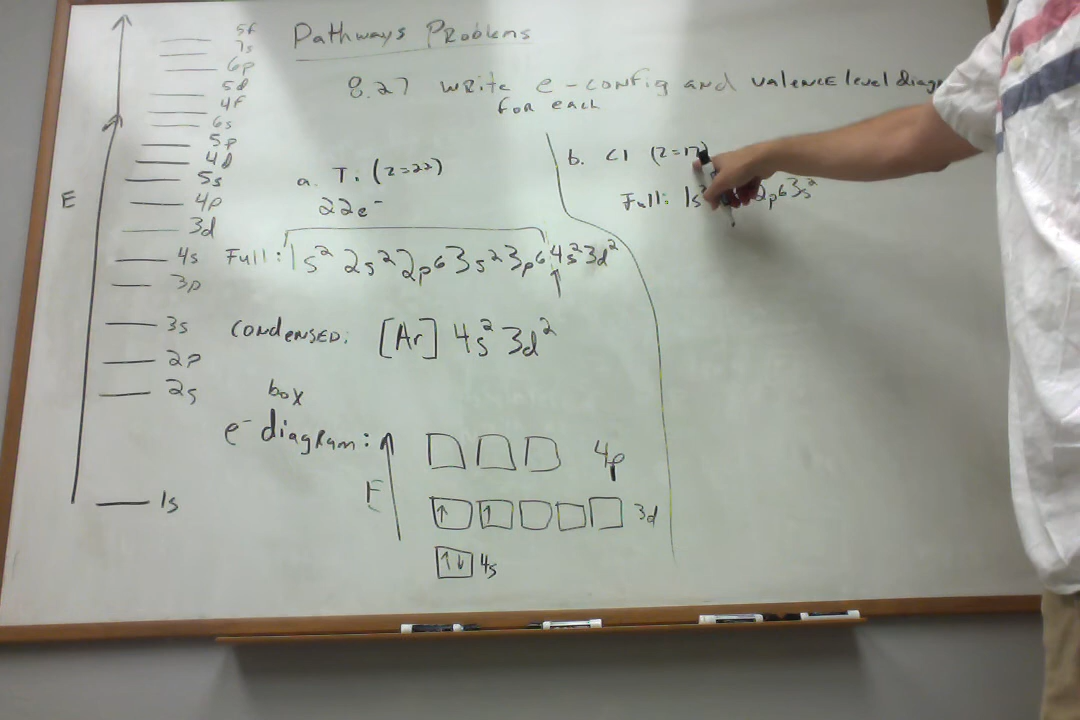 Pathways Problems
8.27 write e-config and valence level diag
for each
5f
7s
6p
5d
4f
6s
5p
4d
5s
4p
3d
4s
3p
3s
2p
2s
1s
E
a. Ti (Z=22)
22e⁻
Full: 1s² 2s² 2p⁶ 3s² 3p⁶ 4s² 3d²
Condensed: [Ar] 4s² 3d²
box
e⁻ diagram:
E
4p
↑ ↑ 3d
↑↓ 4s
b. Cl (Z=17)
Full: 1s² 2p⁶ 3s²